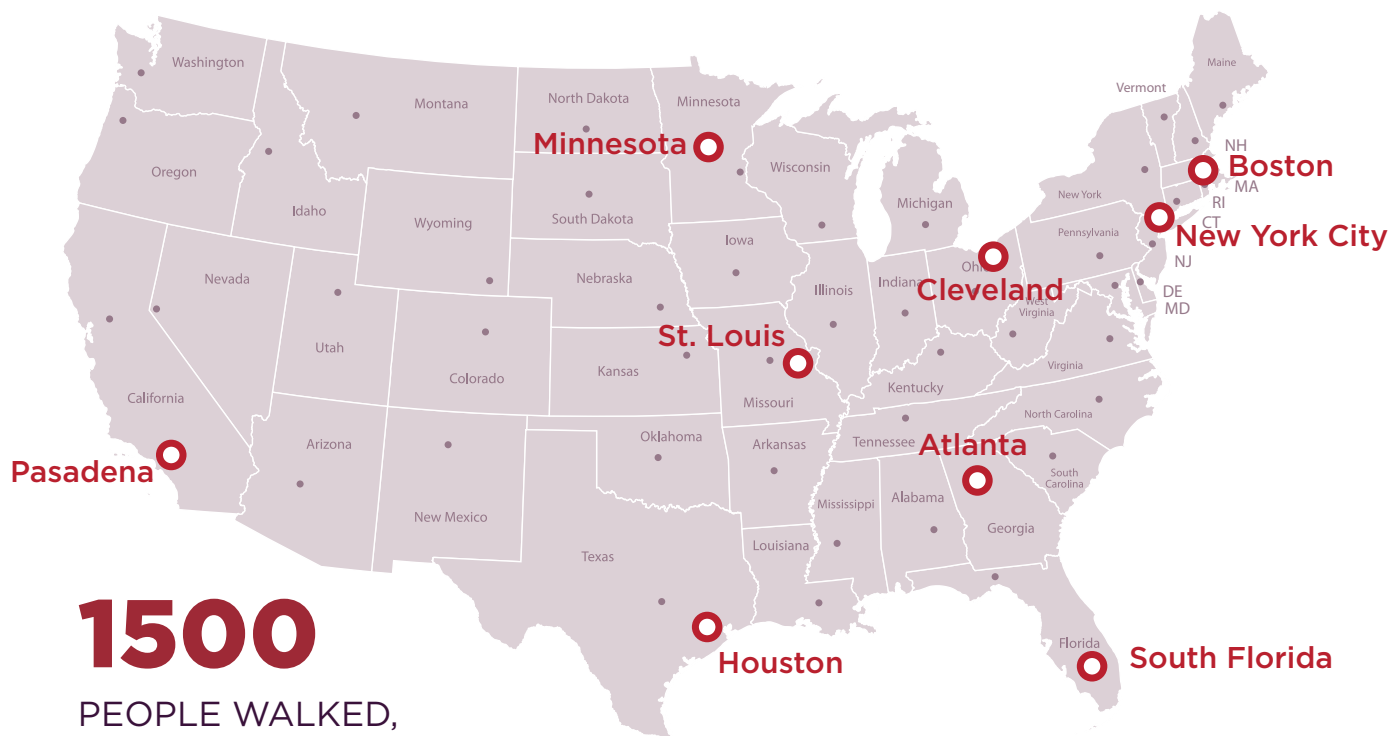 Maine
Washington
Vermont
Montana
North Dakota
Minnesota
Minnesota
NH
Boston
Wisconsin
Oregon
MA
New York
RI
Michigan
Idaho
South Dakota
Wyoming
CT
Pennsylvania
New York City
Iowa
NJ
Ohio
Nevada
Nebraska
Indiana
Cleveland
Illinois
DE
West
Virginia
MD
St. Louis
Utah
Virginia
Kansas
Colorado
Kentucky
California
Missouri
North Carolina
Oklahoma
Tennessee
Arizona
Arkansas
Atlanta
Pasadena
South
Carolina
Mississippi
Alabama
New Mexico
Georgia
Louisiana
Texas
1500
Florida
South Florida
Houston
PEOPLE WALKED,